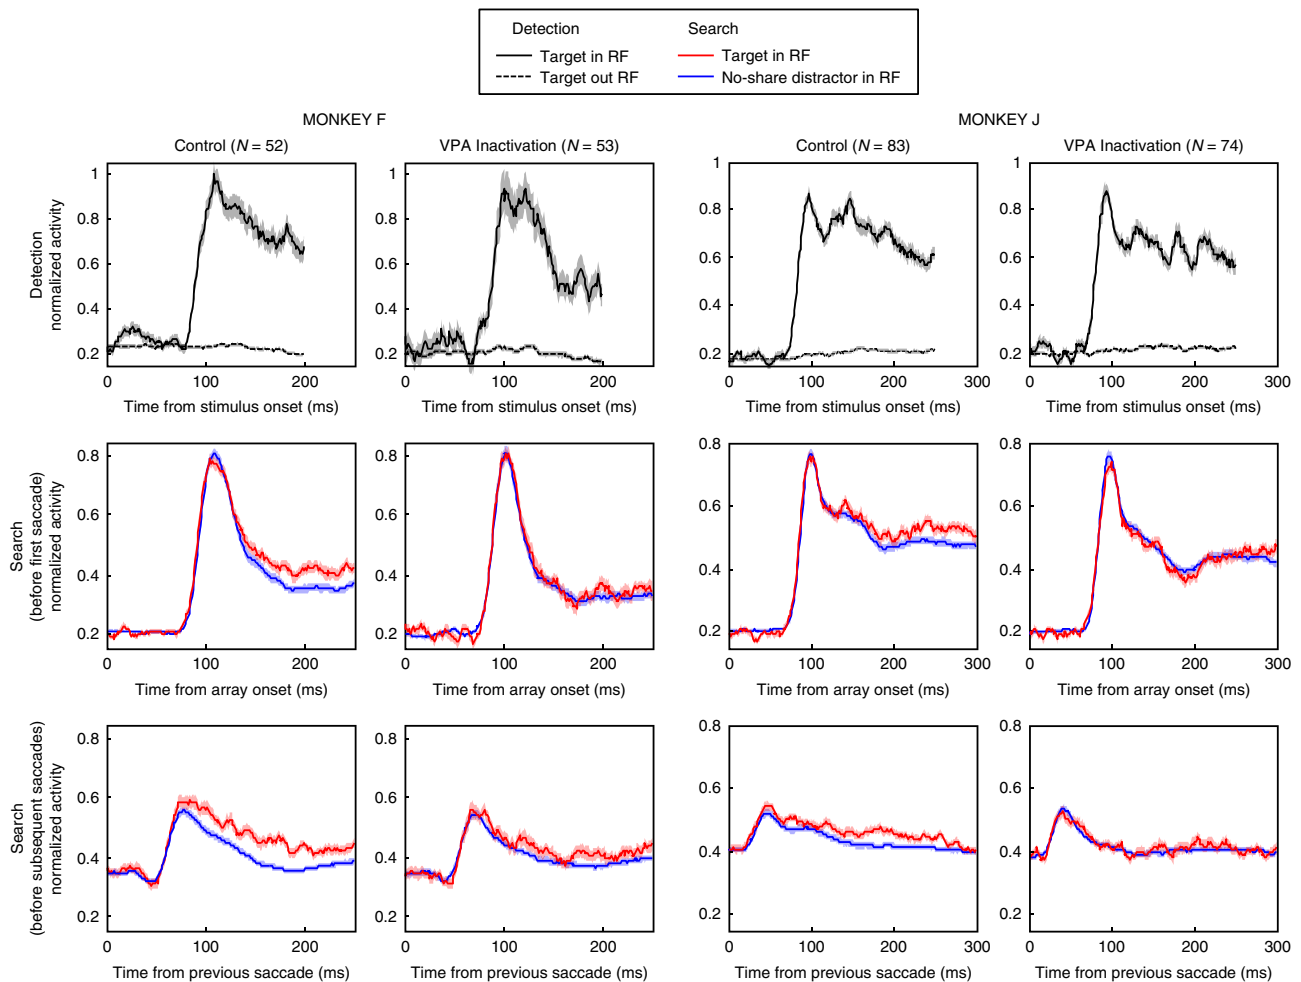 Detection Search
Target in RF Target in RF
Target out RF No-share distractor in RF
MONKEY F MONKEY J
Control (N = 52) VPA Inactivation (N = 53) Control (N = 83) VPA Inactivation (N = 74)
Detection
normalized activity
1 1 1 1
0.8 0.8 0.8 0.8
0.6 0.6 0.6 0.6
0.4 0.4 0.4 0.4
0.2 0.2 0.2 0.2
0 100 200 0 100 200 0 100 200 300 0 100 200 300
Time from stimulus onset (ms) Time from stimulus onset (ms) Time from stimulus onset (ms) Time from stimulus onset (ms)
Search
(before first saccade)
normalized activity
0.8 0.8 0.8 0.8
0.6 0.6 0.6 0.6
0.4 0.4 0.4 0.4
0.2 0.2 0.2 0.2
0 100 200 0 100 200 0 100 200 300 0 100 200 300
Time from array onset (ms) Time from array onset (ms) Time from array onset (ms) Time from array onset (ms)
Search
(before subsequent saccades)
normalized activity
0.8 0.8 0.8 0.8
0.6 0.6 0.6 0.6
0.4 0.4 0.4 0.4
0.2 0.2 0.2 0.2
0 100 200 0 100 200 0 100 200 300 0 100 200 300
Time from previous saccade (ms) Time from previous saccade (ms) Time from previous saccade (ms) Time from previous saccade (ms)